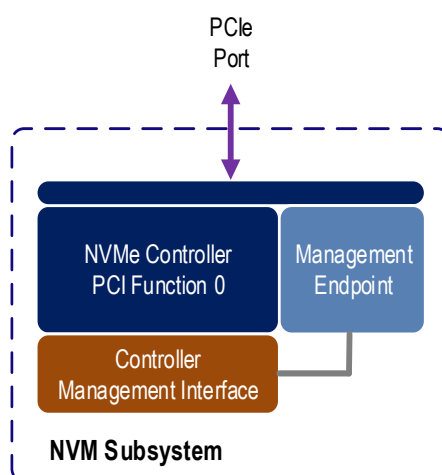 PCIe
Port
NVMe Controller
PCI Function 0
Management
Endpoint
Controller
Management Interface
NVM Subsystem